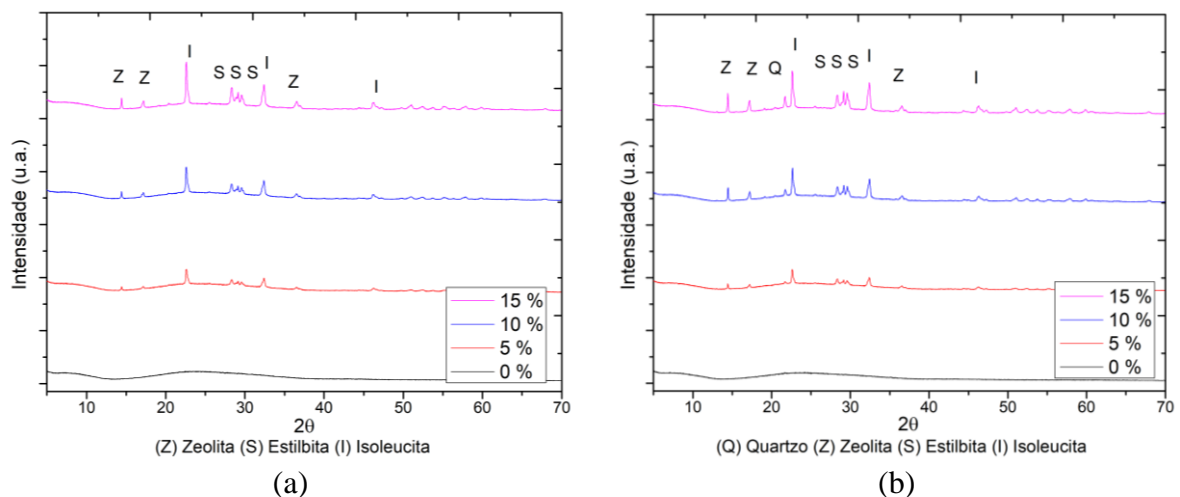 I
I
Z Z
S S S
Z
I
Intensidade (u.a.)
15 %
10 %
5 %
0 %
10 20 30 40 50 60 70
2θ
(Z) Zeolita (S) Estilbita (I) Isoleucita
(a)
I
I
Z Z Q
S S S
Z
I
Intensidade (u.a.)
15 %
10 %
5 %
0 %
10 20 30 40 50 60 70
2θ
(Q) Quartzo (Z) Zeolita (S) Estilbita (I) Isoleucita
(b)